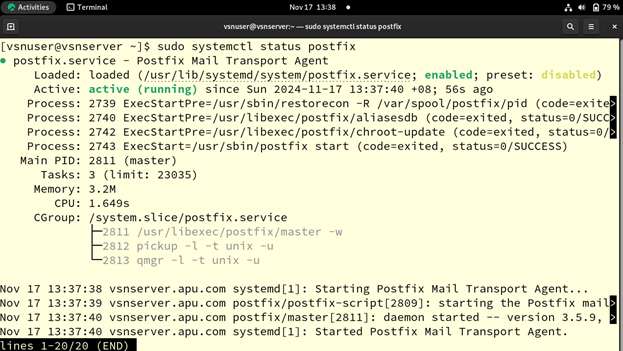 Activities Terminal Nov 17 13:38 79 %
vsnuser@vsnserver:~ — sudo systemctl status postfix
[vsnuser@vsnserver ~]$ sudo systemctl status postfix
● postfix.service - Postfix Mail Transport Agent
Loaded: loaded (/usr/lib/systemd/system/postfix.service; enabled; preset: disabled)
Active: active (running) since Sun 2024-11-17 13:37:40 +08; 56s ago
Process: 2739 ExecStartPre=/usr/sbin/restorecon -R /var/spool/postfix/pid (code=exite>
Process: 2740 ExecStartPre=/usr/libexec/postfix/aliasesdb (code=exited, status=0/SUCC>
Process: 2742 ExecStartPre=/usr/libexec/postfix/chroot-update (code=exited, status=0/>
Process: 2743 ExecStart=/usr/sbin/postfix start (code=exited, status=0/SUCCESS)
Main PID: 2811 (master)
Tasks: 3 (limit: 23035)
Memory: 3.2M
CPU: 1.649s
CGroup: /system.slice/postfix.service
├─2811 /usr/libexec/postfix/master -w
├─2812 pickup -l -t unix -u
└─2813 qmgr -l -t unix -u
Nov 17 13:37:38 vsnserver.apu.com systemd[1]: Starting Postfix Mail Transport Agent...
Nov 17 13:37:39 vsnserver.apu.com postfix/postfix-script[2809]: starting the Postfix mail>
Nov 17 13:37:40 vsnserver.apu.com postfix/master[2811]: daemon started -- version 3.5.9, >
Nov 17 13:37:40 vsnserver.apu.com systemd[1]: Started Postfix Mail Transport Agent.
lines 1-20/20 (END)